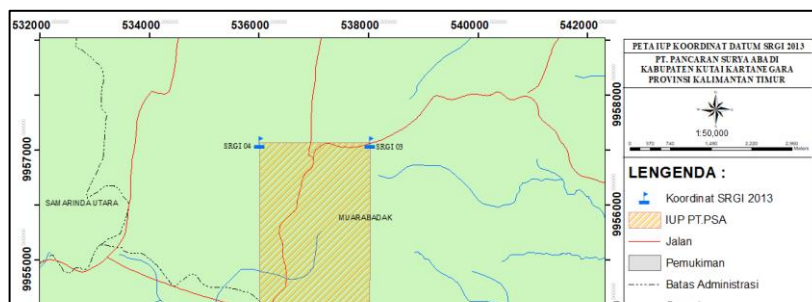 532000 534000 536000 538000 540000 542000
PETA IUP KOORDINAT DATUM SRGI 2013
PT. PANCARAN SURYA ABADI
KABUPATEN KUTAI KARTANEGARA
PROVINSI KALIMANTAN TIMUR
1:50,000
Meters
LENGENDA :
Koordinat SRGI 2013
IUP PT.PSA
Jalan
Pemukiman
Batas Administrasi
9957000
9955000
9958000
9956000
SRGI 04
SRGI 03
SAMARINDA UTARA
MUARABADAK